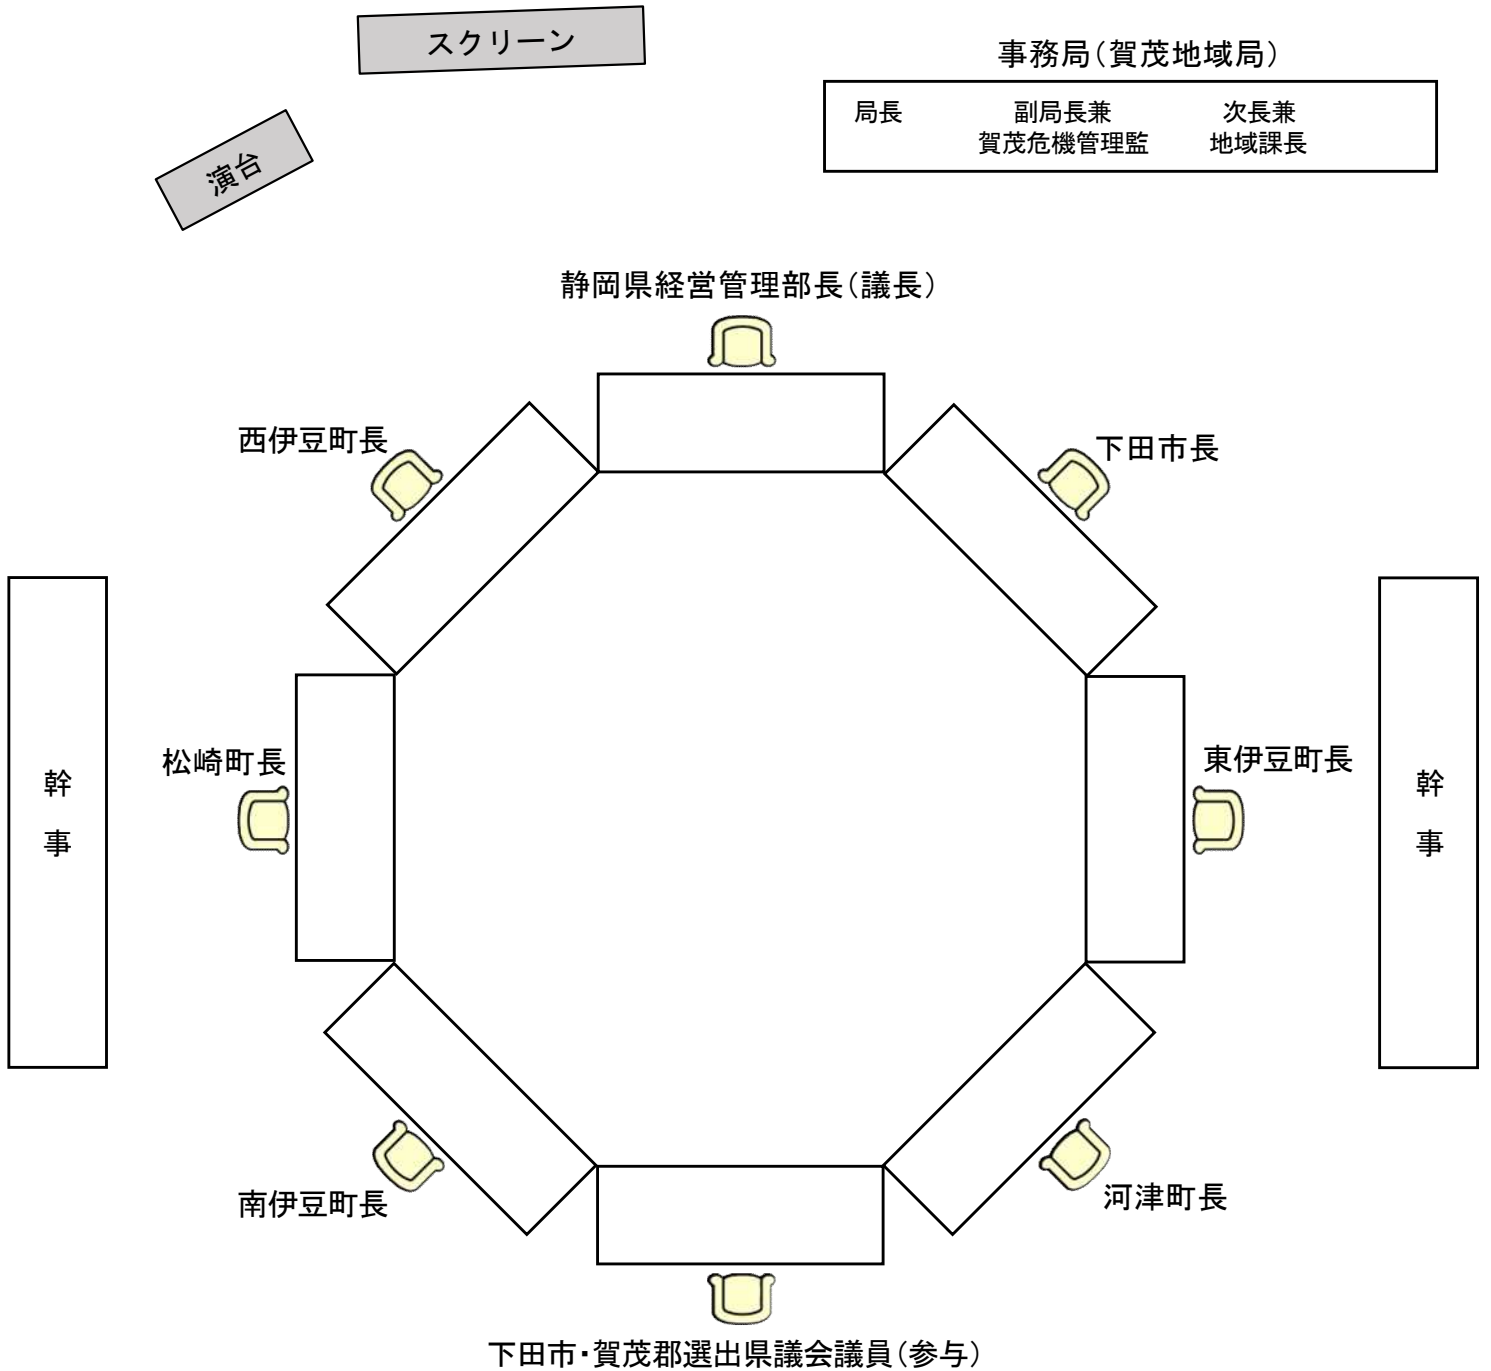 スクリーン
事務局（賀茂地域局）
局長
副局長兼
賀茂危機管理監
次長兼
地域課長
演台
静岡県経営管理部長（議長）
西伊豆町長
下田市長
松崎町長
東伊豆町長
幹
事
幹
事
南伊豆町長
河津町長
下田市・賀茂郡選出県議会議員（参与）